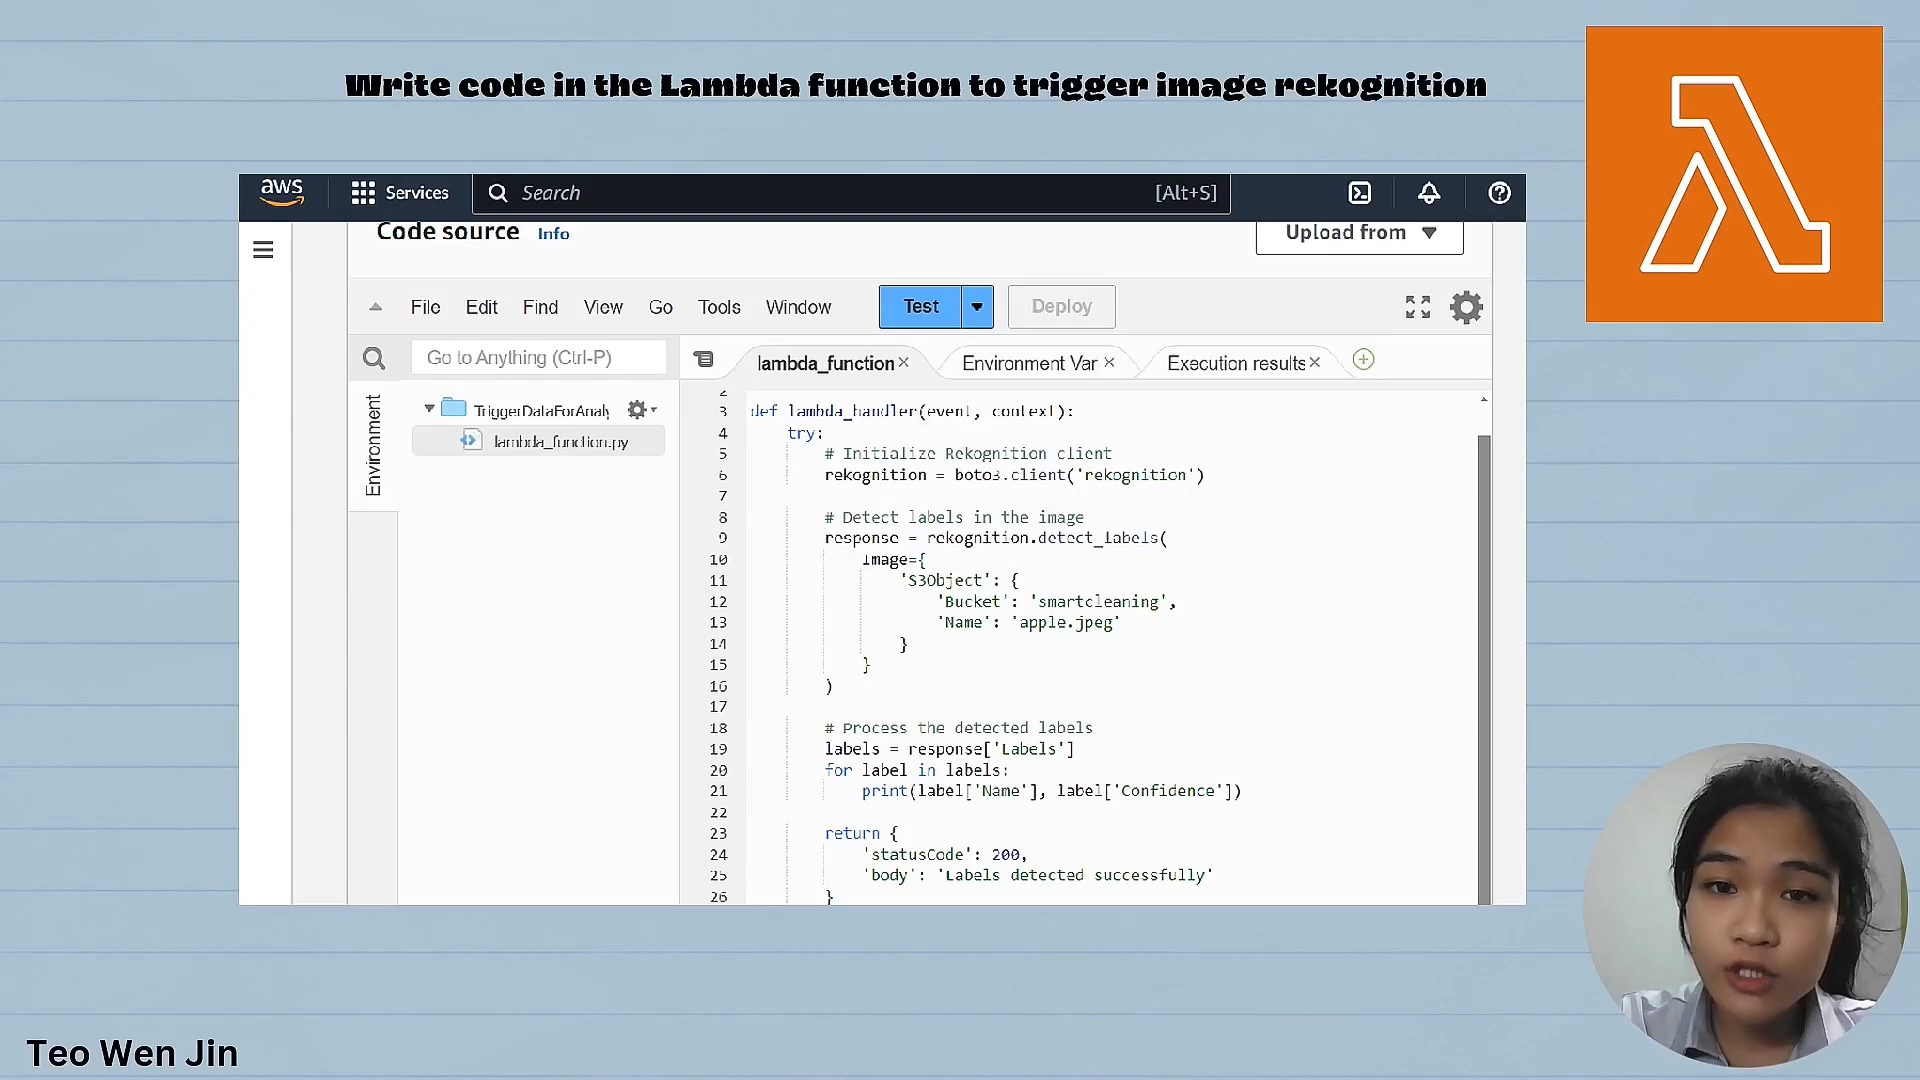 Write code in the Lambda function to trigger image rekognition
aws
Services
Search
[Alt+S]
Code source
Info
Upload from
File
Edit
Find
View
Go
Tools
Window
Test
Deploy
Go to Anything (Ctrl-P)
lambda_function
Environment Var
Execution results
Environment
TriggerDataForAnaly
lambda_function.py
2
3 def lambda_handler(event, context):
4 try:
5 # Initialize Rekognition client
6 rekognition = boto3.client('rekognition')
7
8 # Detect labels in the image
9 response = rekognition.detect_labels(
10 Image={
11 'S3Object': {
12 'Bucket': 'smartcleaning',
13 'Name': 'apple.jpeg'
14 }
15 }
16 )
17
18 # Process the detected labels
19 labels = response['Labels']
20 for label in labels:
21 print(label['Name'], label['Confidence'])
22
23 return {
24 'statusCode': 200,
25 'body': 'Labels detected successfully'
26 }
Teo Wen Jin